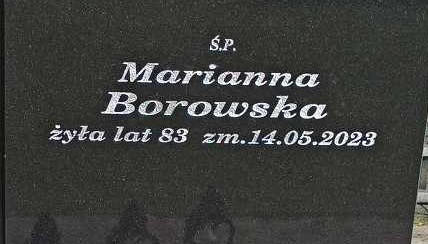 Ś.P.
Marianna
Borowska
żyła lat 83 zm.14.05.2023